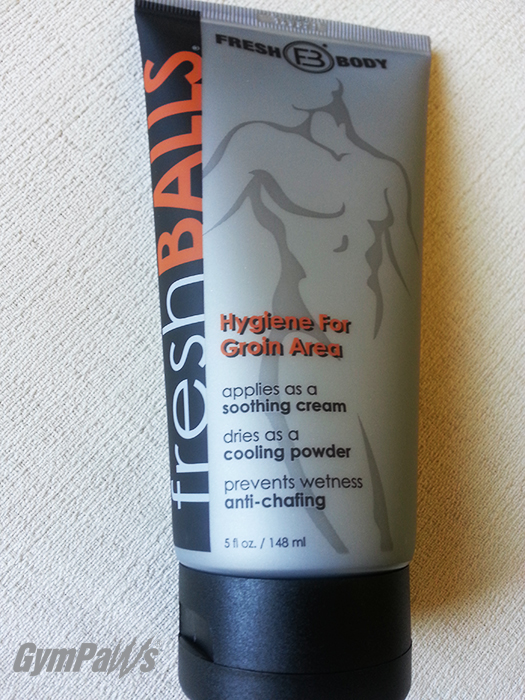 FRESH FB BODY
freshBALLS
Hygiene For
Groin Area
applies as a
soothing cream
dries as a
cooling powder
prevents wetness
anti-chafing
5 fl oz. / 148 ml
GymPaws